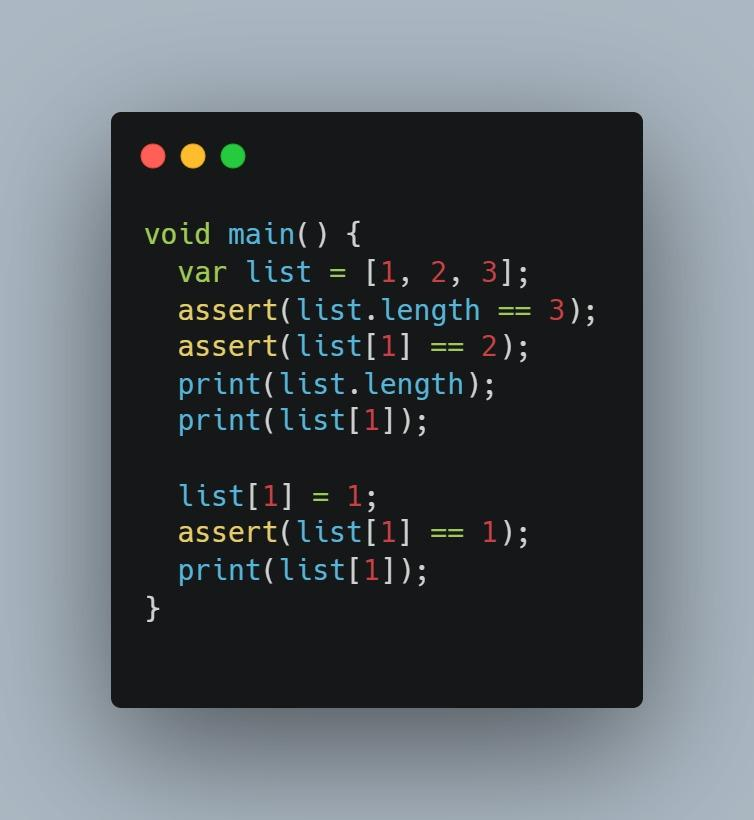 void main() {
  var list = [1, 2, 3];
  assert(list.length == 3);
  assert(list[1] == 2);
  print(list.length);
  print(list[1]);

  list[1] = 1;
  assert(list[1] == 1);
  print(list[1]);
}